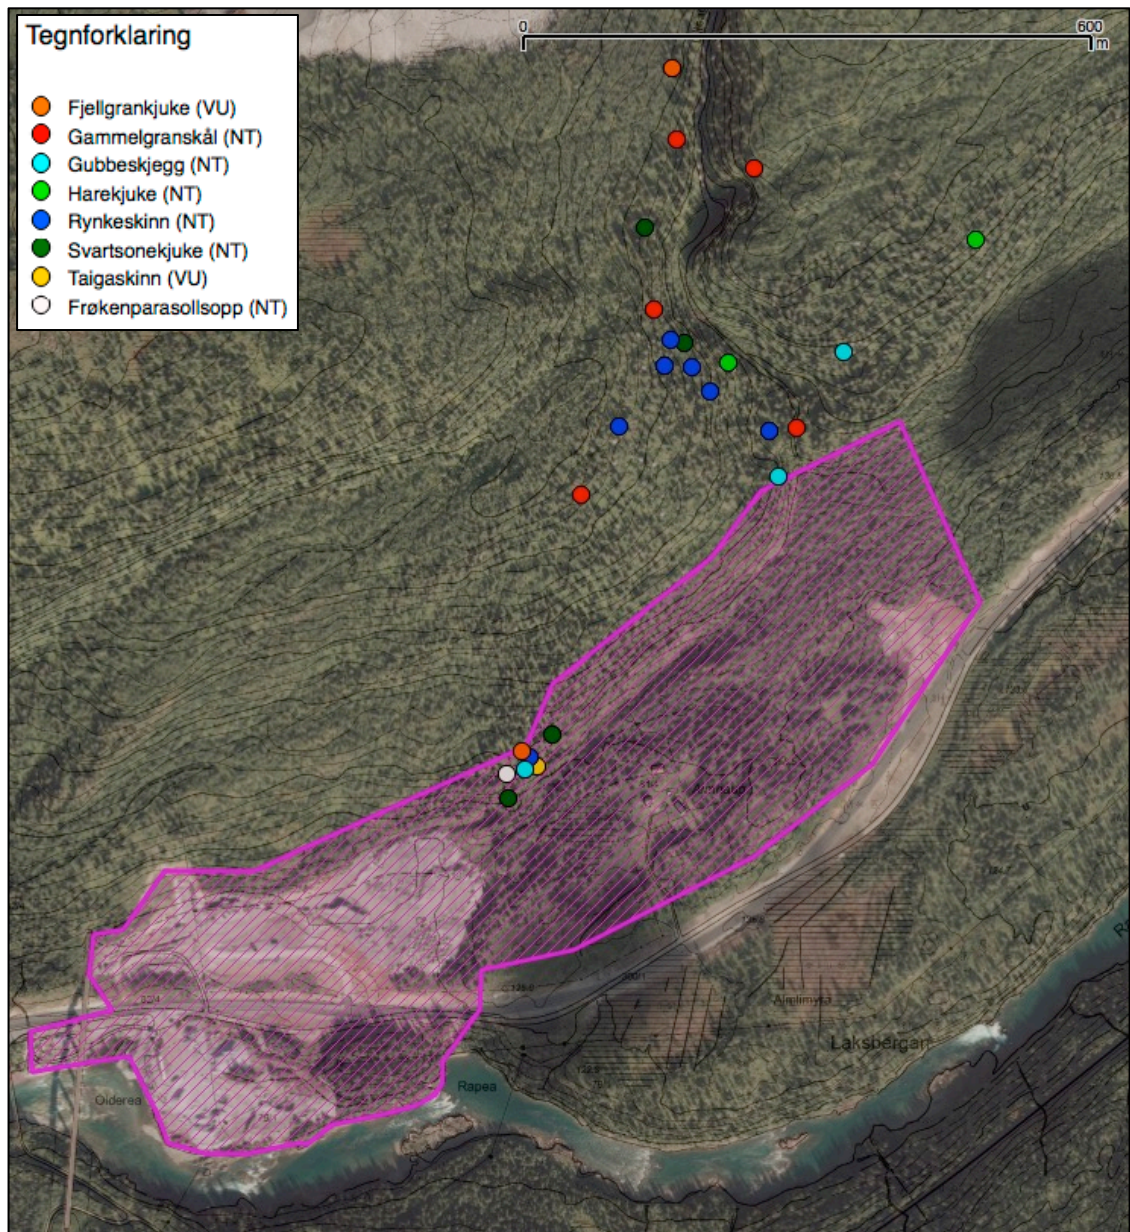 Tegnforklaring
Fjellgrankjuke (VU)
Gammelgranskål (NT)
Gubbeskjegg (NT)
Harekjuke (NT)
Rynkeskinn (NT)
Svartsonekjuke (NT)
Taigaskinn (VU)
Frøkenparasollsopp (NT)
0
600
m
Almlimyra
Laksbergan
Rapea
Oiderea